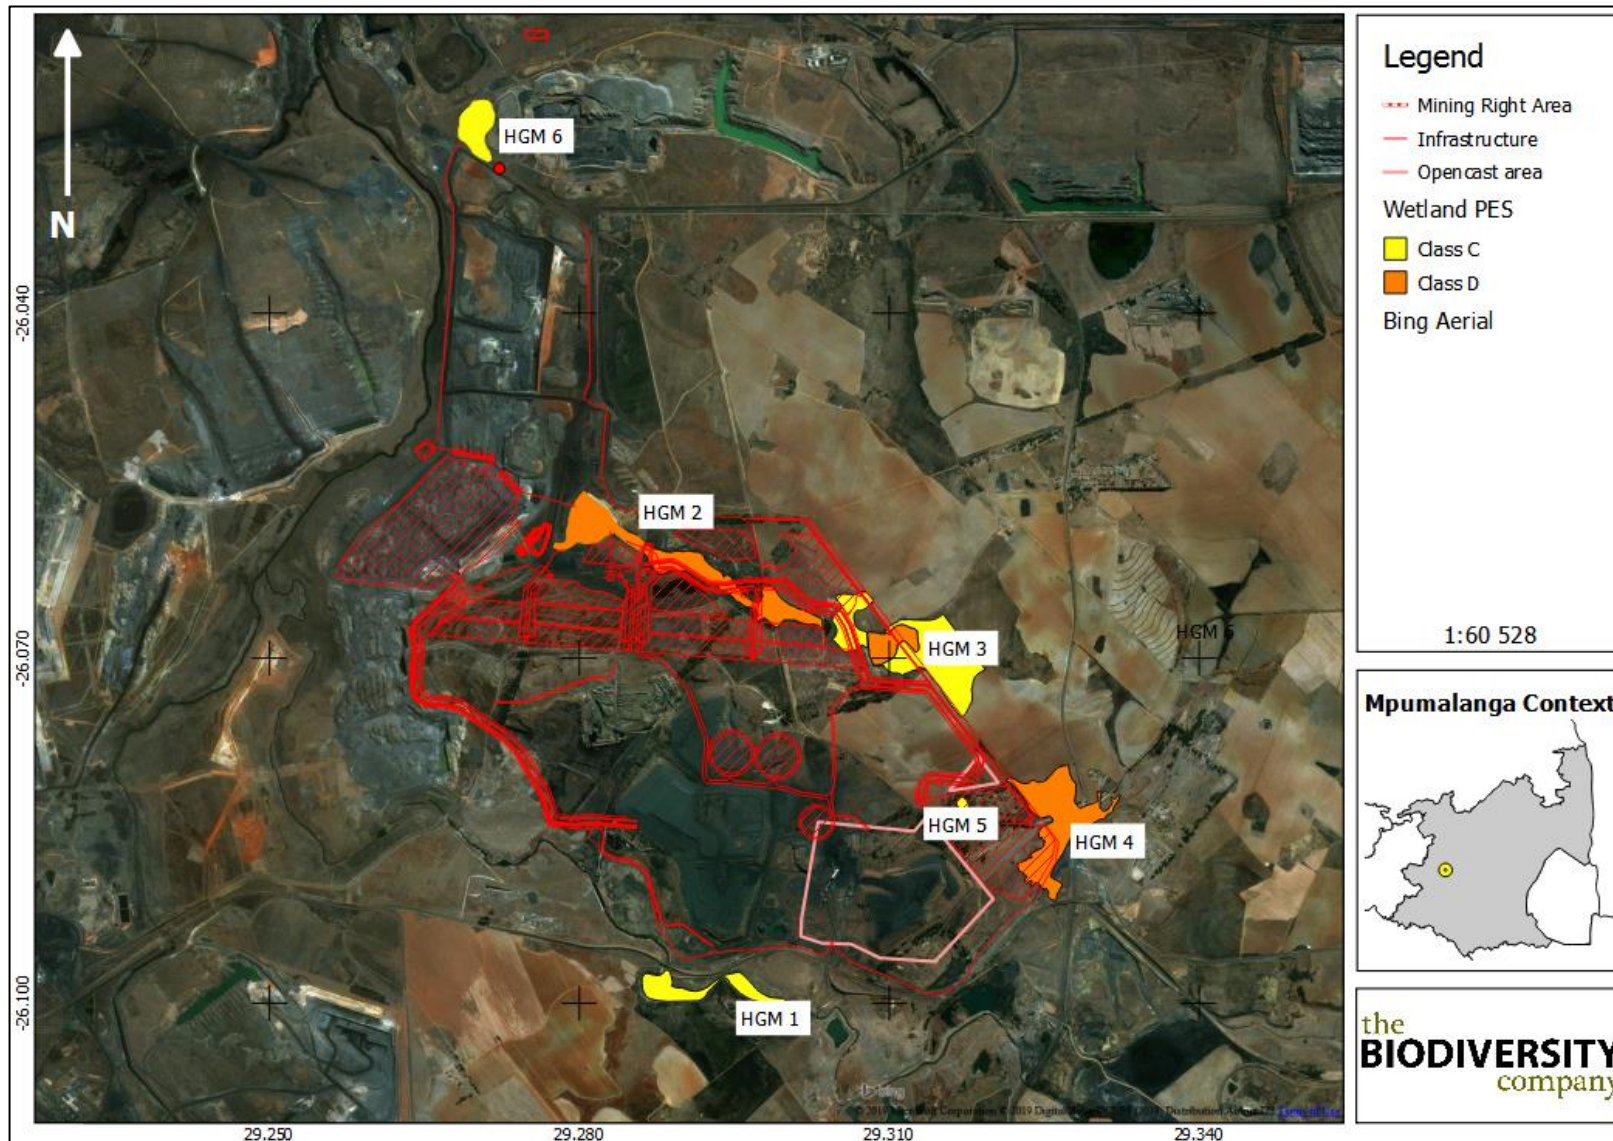 N
HGM 6
HGM 2
HGM 3
HGM 5
HGM 4
HGM 1
-26.040
-26.070
-26.100
29.250
29.280
29.310
29.340
Legend
Mining Right Area
Infrastructure
Opencast area
Wetland PES
Class C
Class D
Bing Aerial
1:60 528
Mpumalanga Context
the
BIODIVERSITY
company